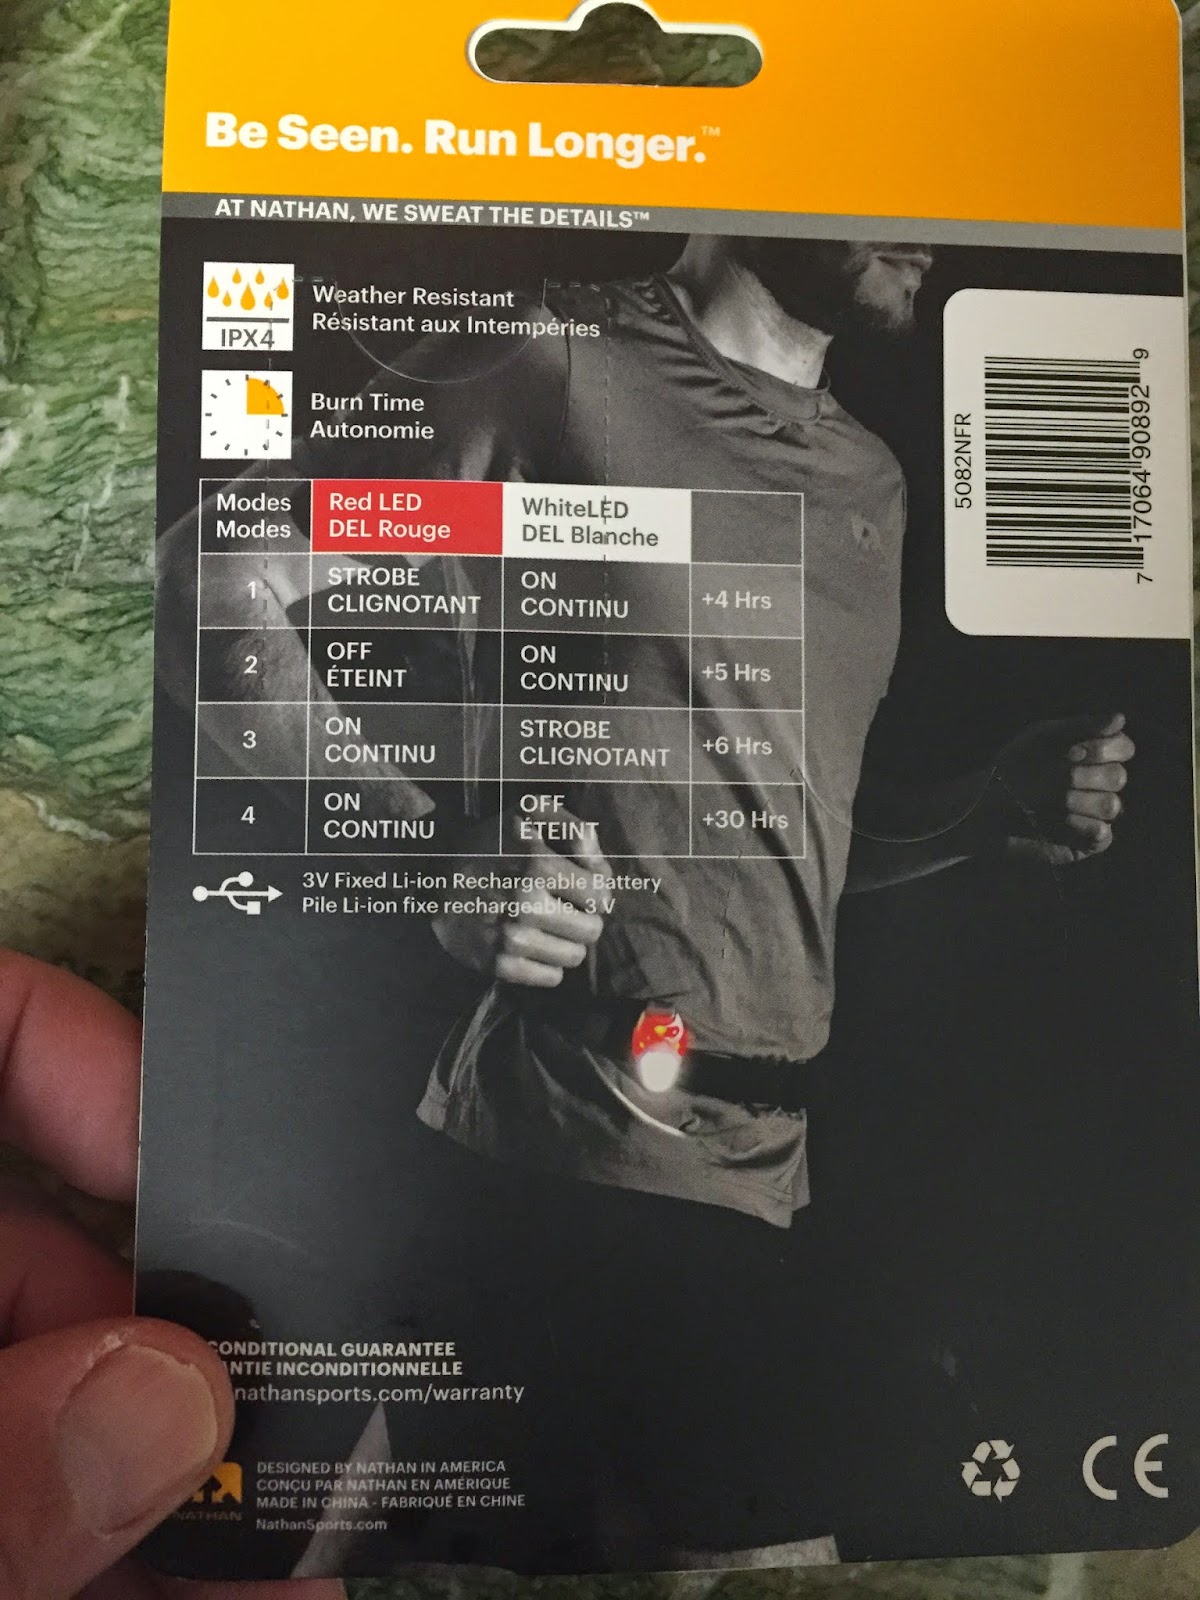 Be Seen. Run Longer.™
AT NATHAN, WE SWEAT THE DETAILS™
IPX4
Weather Resistant
Résistant aux Intempéries
Burn Time
Autonomie
5082NFR
7 17064 90892 9
Modes Red LED WhiteLED
Modes DEL Rouge DEL Blanche
1 STROBE ON +4 Hrs
CLIGNOTANT CONTINU
2 OFF ON +5 Hrs
ÉTEINT CONTINU
3 ON STROBE +6 Hrs
CONTINU CLIGNOTANT
4 ON OFF +30 Hrs
CONTINU ÉTEINT
3V Fixed Li-ion Rechargeable Battery
Pile Li-ion fixe rechargeable, 3 V
CONDITIONAL GUARANTEE
NTIE INCONDITIONNELLE
nathansports.com/warranty
DESIGNED BY NATHAN IN AMERICA
CONÇU PAR NATHAN EN AMÉRIQUE
MADE IN CHINA - FABRIQUÉ EN CHINE
NATHAN
NathanSports.com
CE